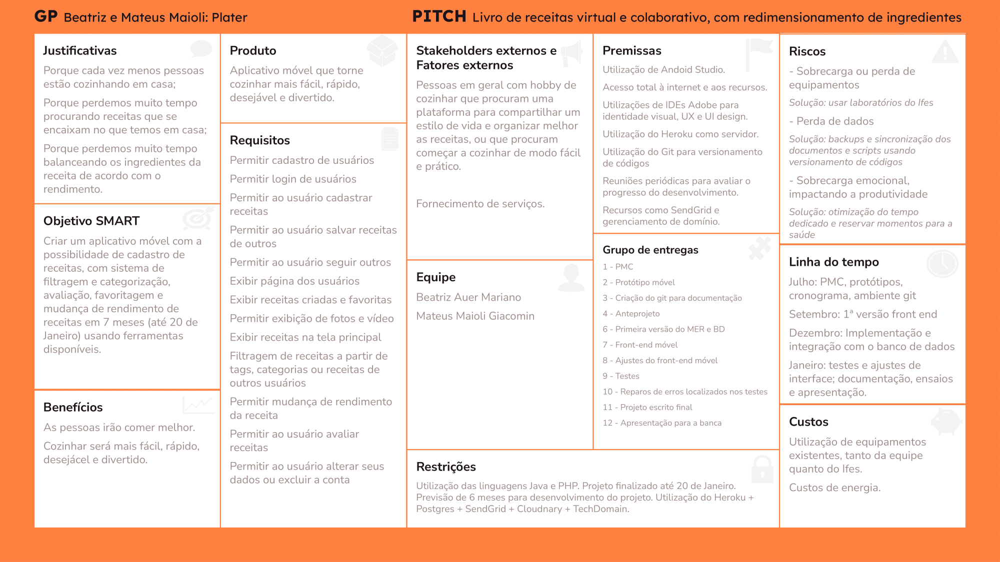 GP Beatriz e Mateus Maioli: Plater
PITCH Livro de receitas virtual e colaborativo, com redimensionamento de ingredientes
Justificativas
Porque cada vez menos pessoas
estão cozinhando em casa;
Porque perdemos muito tempo
procurando receitas que se
encaixam no que temos em casa;
Porque perdemos muito tempo
balanceando os ingredientes da
receita de acordo com o
rendimento.
Objetivo SMART
Criar um aplicativo móvel com a
possibilidade de cadastro de
receitas, com sistema de
filtragem e categorização,
avaliação, favoritagem e
mudança de rendimento de
receitas em 7 meses (até 20 de
Janeiro) usando ferramentas
disponíveis.
Benefícios
As pessoas irão comer melhor.
Cozinhar será mais fácil, rápido,
desejácel e divertido.
Produto
Aplicativo móvel que torne
cozinhar mais fácil, rápido,
desejável e divertido.
Requisitos
Permitir cadastro de usuários
Permitir login de usuários
Permitir ao usuário cadastrar
receitas
Permitir ao usuário salvar receitas
de outros
Permitir ao usuário seguir outros
Exibir página dos usuários
Exibir receitas criadas e favoritas
Permitir exibição de fotos e vídeo
Exibir receitas na tela principal
Filtragem de receitas a partir de
tags, categorias ou receitas de
outros usuários
Permitir mudança de rendimento
da receita
Permitir ao usuário avaliar
receitas
Permitir ao usuário alterar seus
dados ou excluir a conta
Stakeholders externos e
Fatores externos
Pessoas em geral com hobby de
cozinhar que procuram uma
plataforma para compartilhar um
estilo de vida e organizar melhor
as receitas, ou que procuram
começar a cozinhar de modo fácil
e prático.
Fornecimento de serviços.
Equipe
Beatriz Auer Mariano
Mateus Maioli Giacomin
Premissas
Utilização de Andoid Studio.
Acesso total à internet e aos recursos.
Utilizações de IDEs Adobe para
identidade visual, UX e UI design.
Utilização do Heroku como servidor.
Utilização do Git para versionamento
de códigos
Reuniões periódicas para avaliar o
progresso do desenvolvimento.
Recursos como SendGrid e
gerenciamento de domínio.
Grupo de entregas
1 - PMC
2 - Protótipo móvel
3 - Criação do git para documentação
4 - Anteprojeto
6 - Primeira versão do MER e BD
7 - Front-end móvel
8 - Ajustes do front-end móvel
9 - Testes
10 - Reparos de erros localizados nos testes
11 - Projeto escrito final
12 - Apresentação para a banca
Restrições
Utilização das linguagens Java e PHP. Projeto finalizado até 20 de Janeiro.
Previsão de 6 meses para desenvolvimento do projeto. Utilização do Heroku +
Postgres + SendGrid + Cloudnary + TechDomain.
Riscos
- Sobrecarga ou perda de
equipamentos
Solução: usar laboratórios do Ifes
- Perda de dados
Solução: backups e sincronização dos
documentos e scripts usando
versionamento de códigos
- Sobrecarga emocional,
impactando a produtividade
Solução: otimização do tempo
dedicado e reservar momentos para a
saúde
Linha do tempo
Julho: PMC, protótipos,
cronograma, ambiente git
Setembro: 1ª versão front end
Dezembro: Implementação e
integração com o banco de dados
Janeiro: testes e ajustes de
interface; documentação, ensaios
e apresentação.
Custos
Utilização de equipamentos
existentes, tanto da equipe
quanto do Ifes.
Custos de energia.